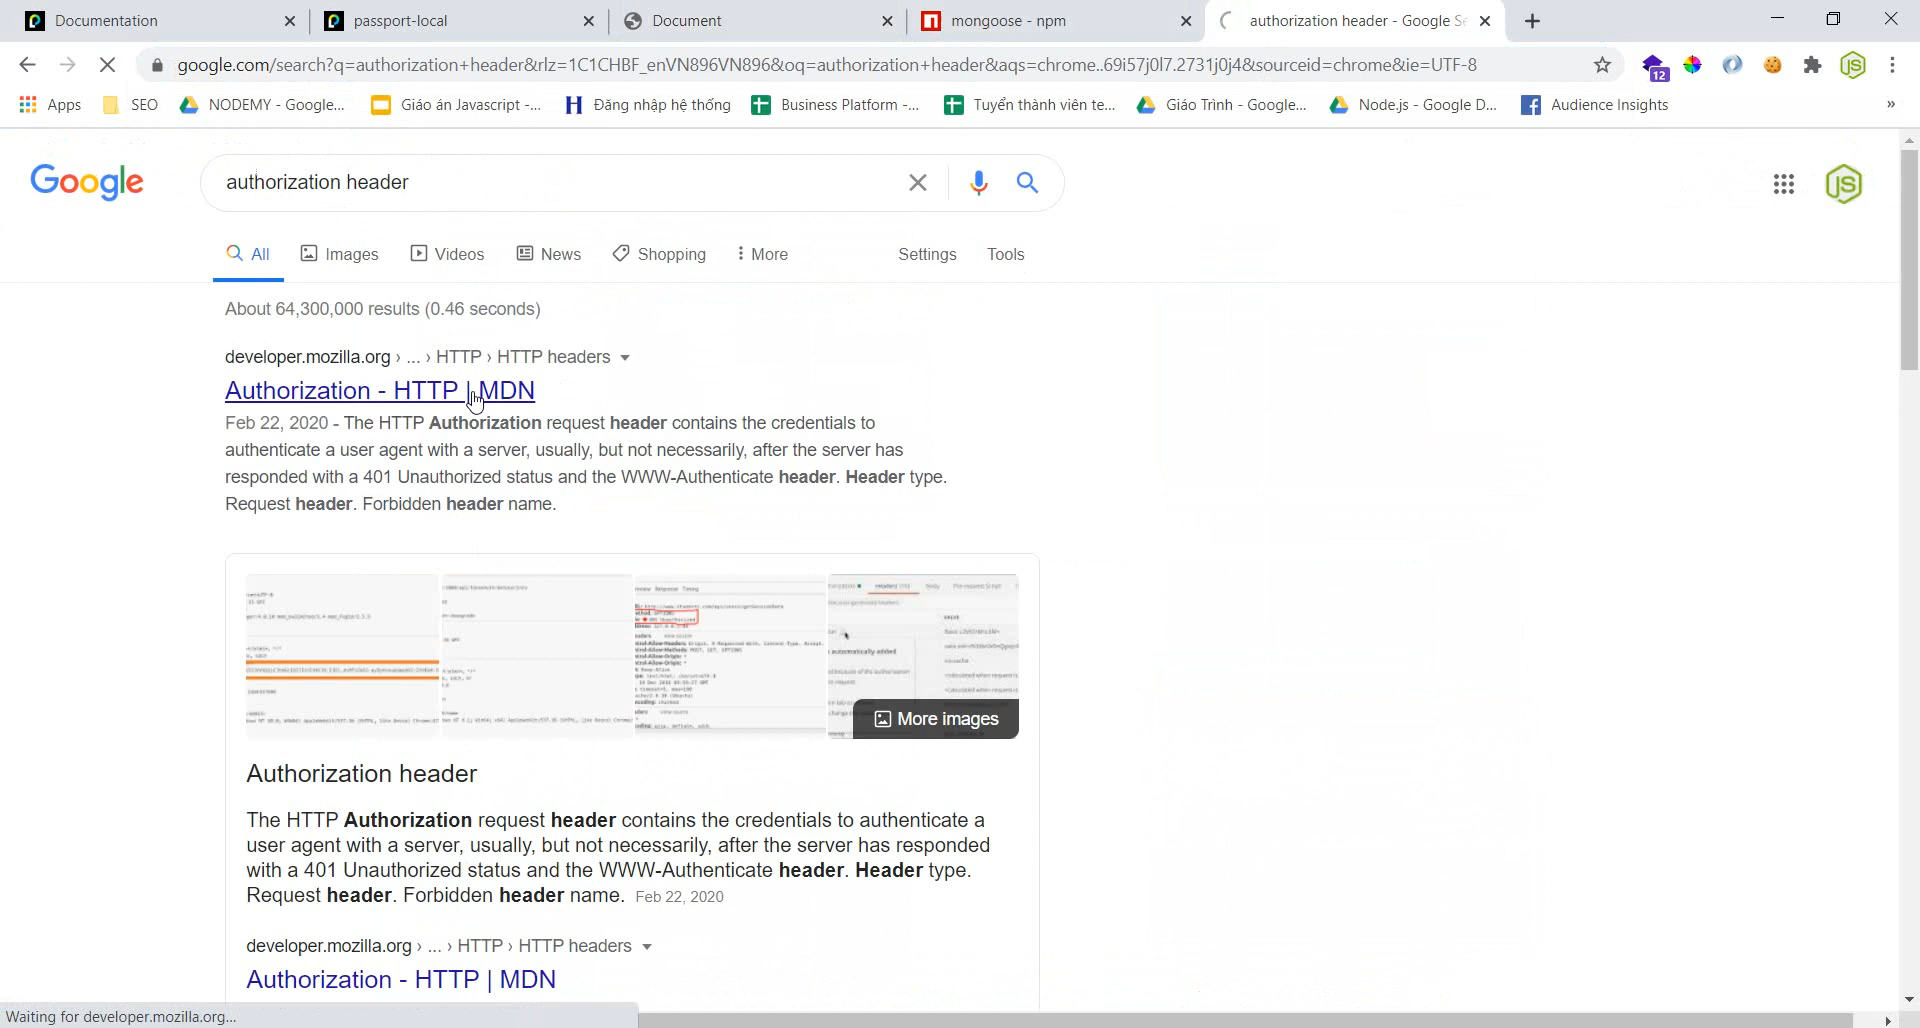 Documentation
passport-local
Document
mongoose - npm
authorization header - Google Se
google.com/search?q=authorization+header&rlz=1C1CHBF_enVN896VN896&oq=authorization+header&aqs=chrome..69i57j0l7.2731j0j4&sourceid=chrome&ie=UTF-8
12
Apps
SEO
NODEMY - Google...
Giáo án Javascript -...
Đăng nhập hệ thống
Business Platform -...
Tuyển thành viên te...
Giáo Trình - Google...
Node.js - Google D...
Audience Insights
»
Google
authorization header
All
Images
Videos
News
Shopping
More
Settings
Tools
About 64,300,000 results (0.46 seconds)
developer.mozilla.org › ... › HTTP › HTTP headers
Authorization - HTTP | MDN
Feb 22, 2020 - The HTTP Authorization request header contains the credentials to
authenticate a user agent with a server, usually, but not necessarily, after the server has
responded with a 401 Unauthorized status and the WWW-Authenticate header. Header type.
Request header. Forbidden header name.
More images
Authorization header
The HTTP Authorization request header contains the credentials to authenticate a
user agent with a server, usually, but not necessarily, after the server has responded
with a 401 Unauthorized status and the WWW-Authenticate header. Header type.
Request header. Forbidden header name. Feb 22, 2020
developer.mozilla.org › ... › HTTP › HTTP headers
Authorization - HTTP | MDN
Waiting for developer.mozilla.org...